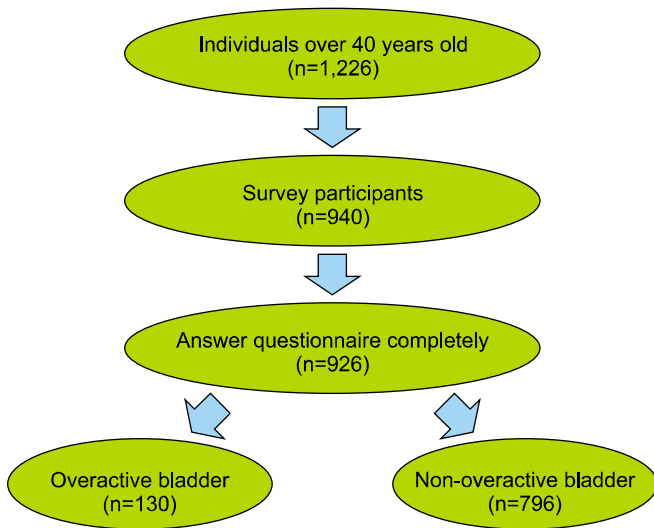 Individuals over 40 years old
(n=1,226)
Survey participants
(n=940)
Answer questionnaire completely
(n=926)
Overactive bladder
(n=130)
Non-overactive bladder
(n=796)